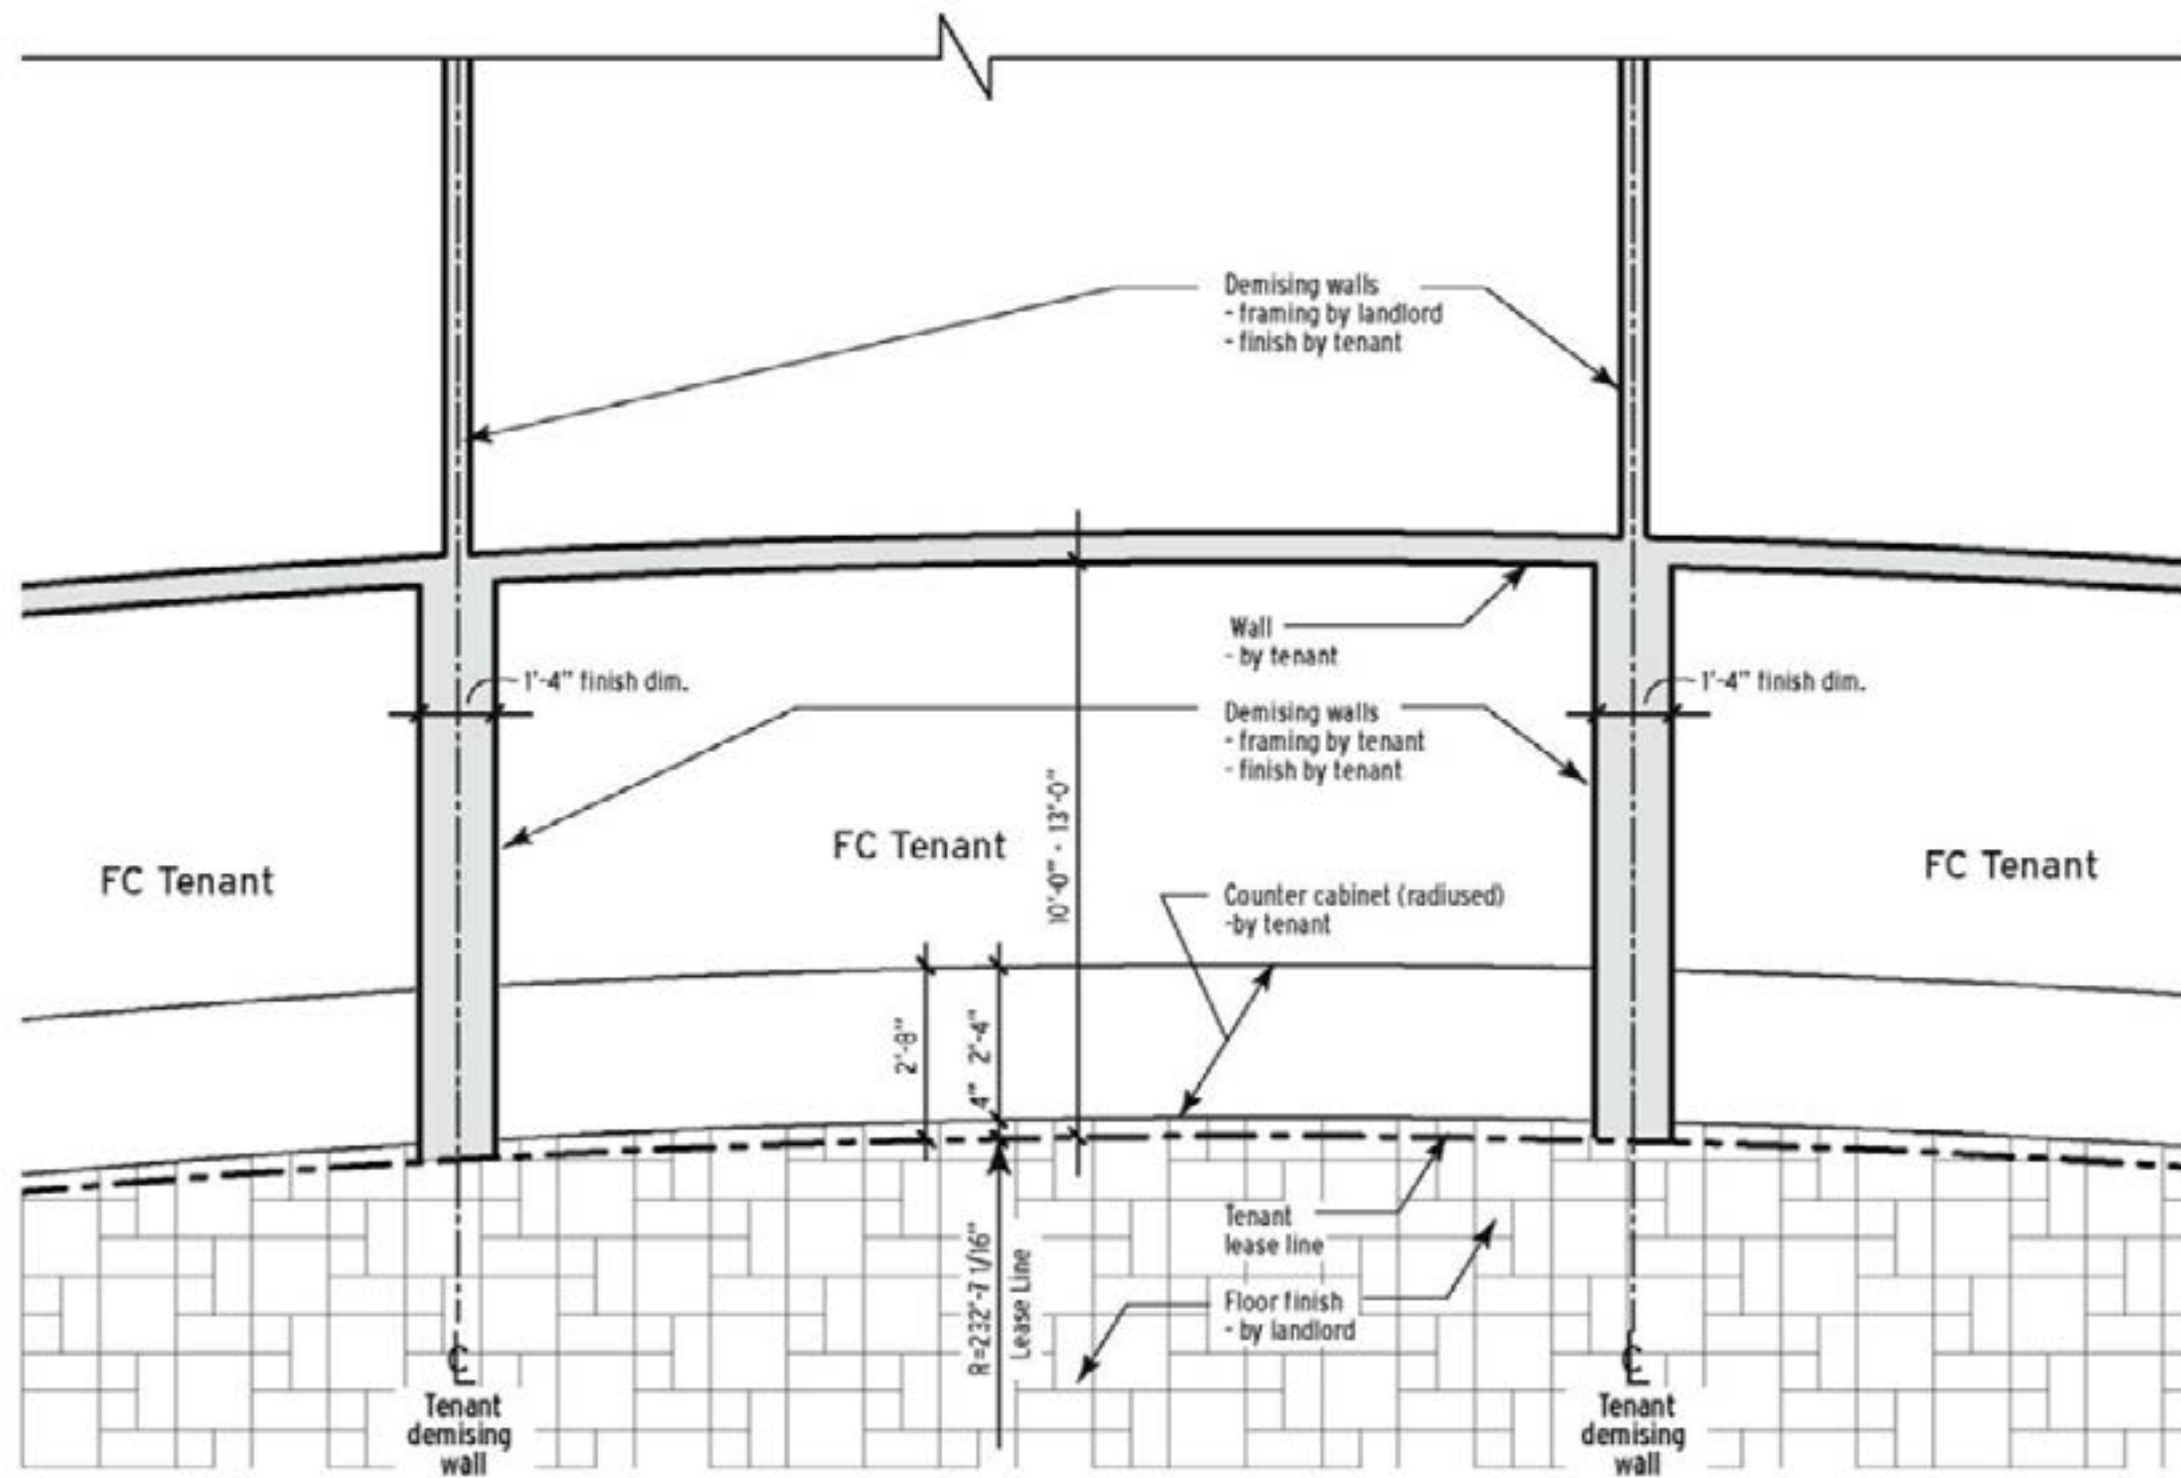 Demising walls
- framing by landlord
- finish by tenant
Wall
- by tenant
1'-4" finish dim.
1'-4" finish dim.
Demising walls
- framing by tenant
- finish by tenant
10'-0" - 13'-0"
FC Tenant
FC Tenant
FC Tenant
Counter cabinet (radiused)
-by tenant
2'-8"
4" 2'-4"
Tenant
lease line
R=232'-7 1/16"
Lease Line
Floor finish
- by landlord
℄
Tenant
demising
wall
℄
Tenant
demising
wall